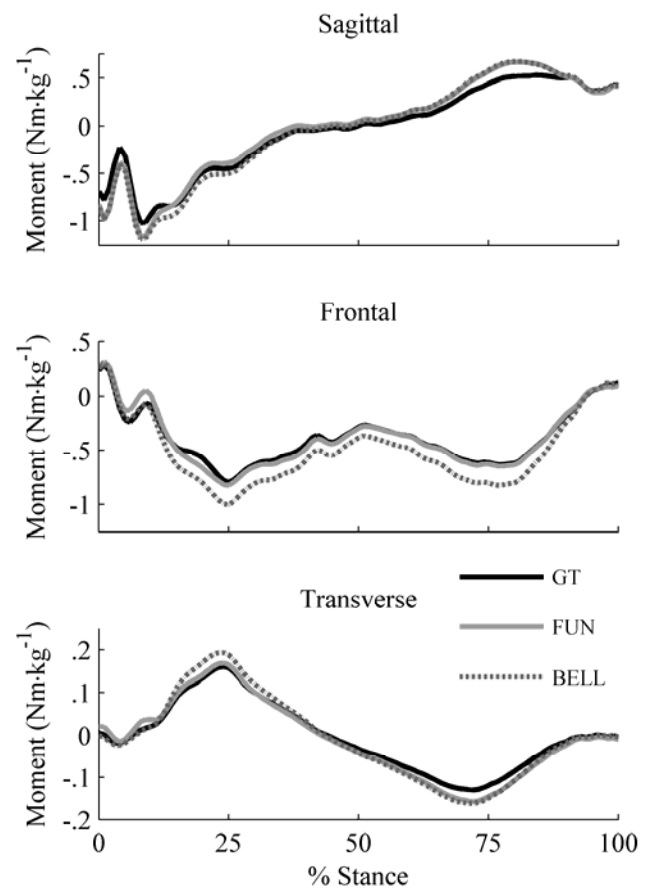 Sagittal
Moment (Nm·kg-1)
.5
0
-.5
-1
Frontal
Moment (Nm·kg-1)
.5
0
-.5
-1
Transverse
GT
FUN
BELL
Moment (Nm·kg-1)
.2
.1
0
-.1
-.2
0 25 50 75 100
% Stance